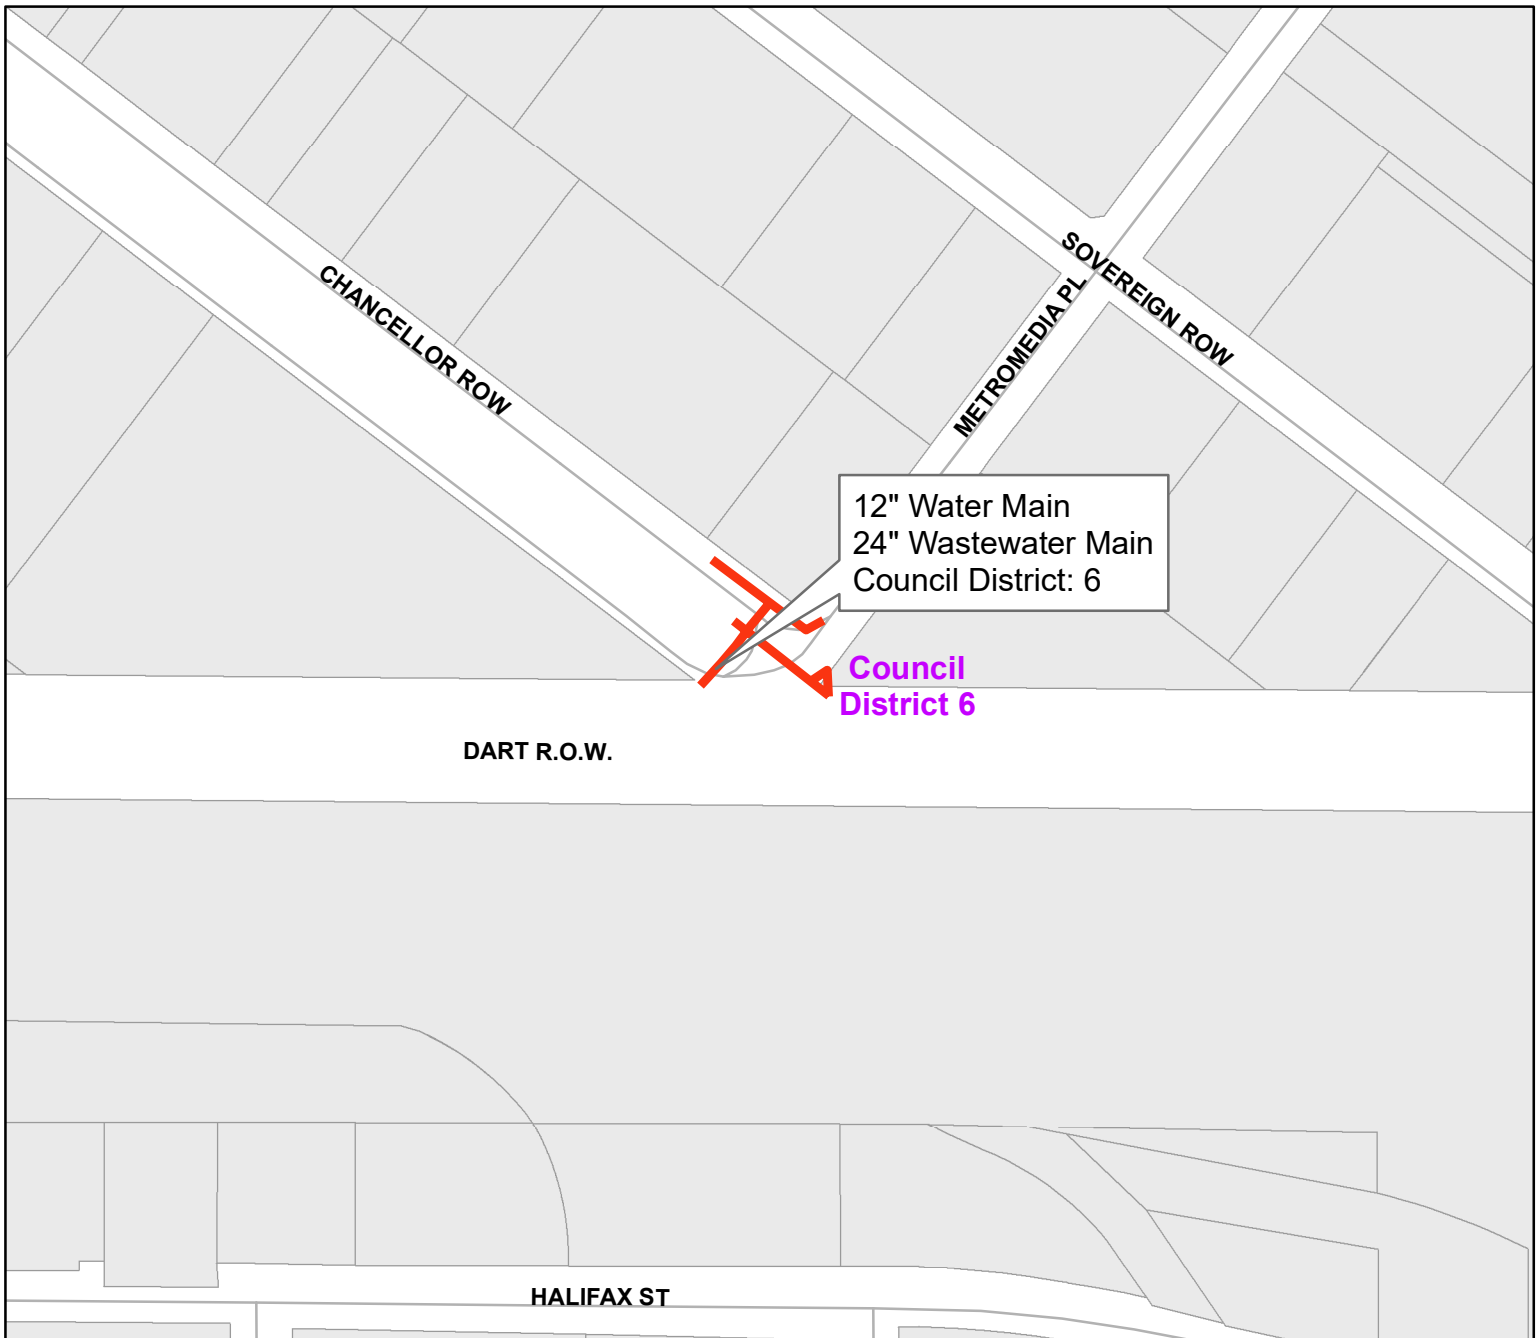 SOVEREIGN ROW
CHANCELLOR ROW
METROMEDIA PL
12" Water Main
24" Wastewater Main
Council District: 6
Council
District 6
DART R.O.W.
HALIFAX ST